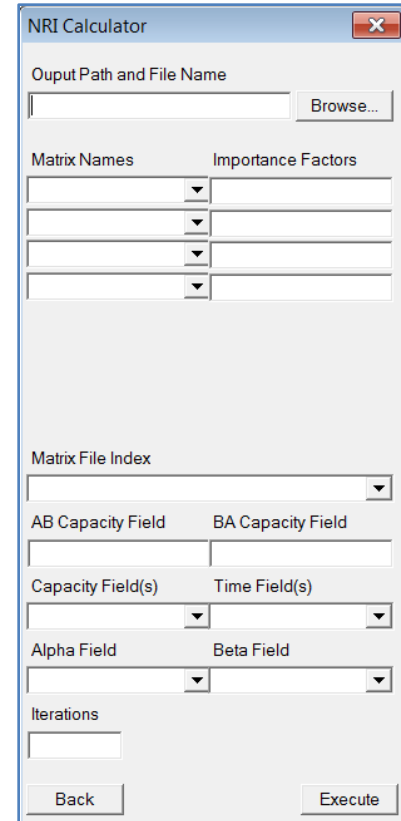 NRI Calculator
Ouput Path and File Name
Browse...
Matrix Names Importance Factors
Matrix File Index
AB Capacity Field BA Capacity Field
Capacity Field(s) Time Field(s)
Alpha Field Beta Field
Iterations
Back Execute